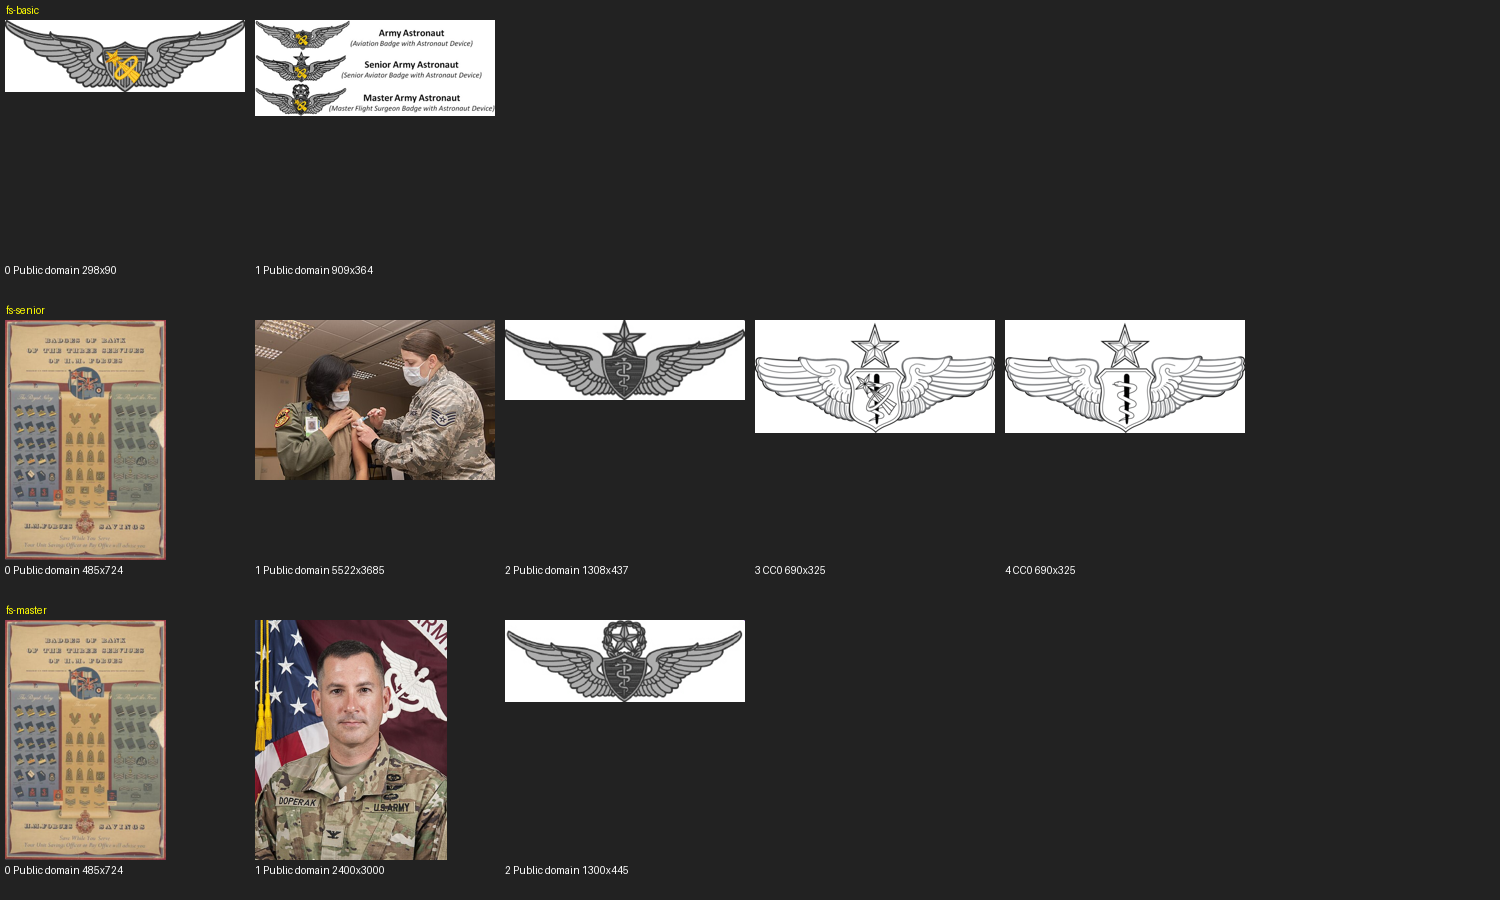 fs-basic
Army Astronaut
(Aviation Badge with Astronaut Device)
Senior Army Astronaut
(Senior Aviator Badge with Astronaut Device)
Master Army Astronaut
(Master Flight Surgeon Badge with Astronaut Device)
0 Public domain 298x90
1 Public domain 909x364
fs-senior
BADGES OF RANK
OF THE THREE SERVICES
OF H.M. FORCES
H.M.FORCES SAVINGS
0 Public domain 485x724
1 Public domain 5522x3685
2 Public domain 1308x437
3 CC0 690x325
4 CC0 690x325
fs-master
BADGES OF RANK
OF THE THREE SERVICES
OF H.M. FORCES
H.M.FORCES SAVINGS
ARM
DOPERAK
U.S.ARMY
0 Public domain 485x724
1 Public domain 2400x3000
2 Public domain 1300x445